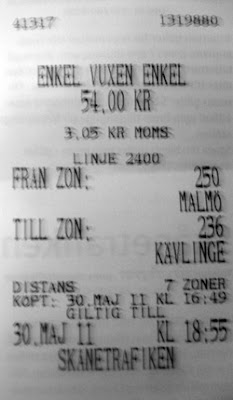 41317 1319880
ENKEL VUXEN ENKEL
54,00 KR
3,05 KR MOMS
LINJE 2400
FRÅN ZON: 250
MALMÖ
TILL ZON: 236
KÄVLINGE
DISTANS 7 ZONER
KÖPT: 30.MAJ 11 KL 16:49
GILTIG TILL
30.MAJ 11 KL 18:55
SKÅNETRAFIKEN